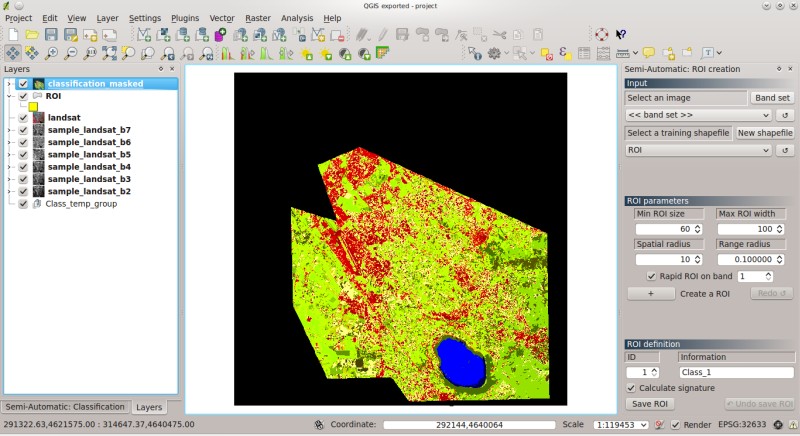 QGIS exported - project
Project Edit View Layer Settings Plugins Vector Raster Analysis Help
Layers
classification_masked
ROI
landsat
sample_landsat_b7
sample_landsat_b6
sample_landsat_b5
sample_landsat_b4
sample_landsat_b3
sample_landsat_b2
Class_temp_group
Semi-Automatic: Classification Layers
Semi-Automatic: ROI creation
Input
Select an image Band set
<< band set >>
Select a training shapefile New shapefile
ROI
ROI parameters
Min ROI size Max ROI width
60 100
Spatial radius Range radius
10 0.100000
Rapid ROI on band 1
+ Create a ROI Redo
ROI definition
ID Information
1 Class_1
Calculate signature
Save ROI Undo save ROI
291322.63,4621575.00 : 314647.37,4640475.00 Coordinate: 292144,4640064 Scale 1:119453 Render EPSG:32633